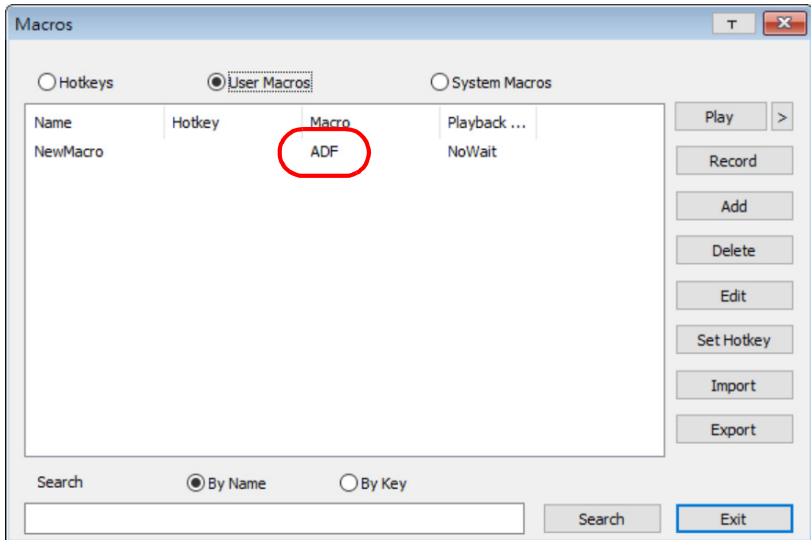 Macros
Hotkeys User Macros System Macros
Name Hotkey Macro Playback ... Play >
NewMacro ADF NoWait
Record
Add
Delete
Edit
Set Hotkey
Import
Export
Search By Name By Key
Search Exit